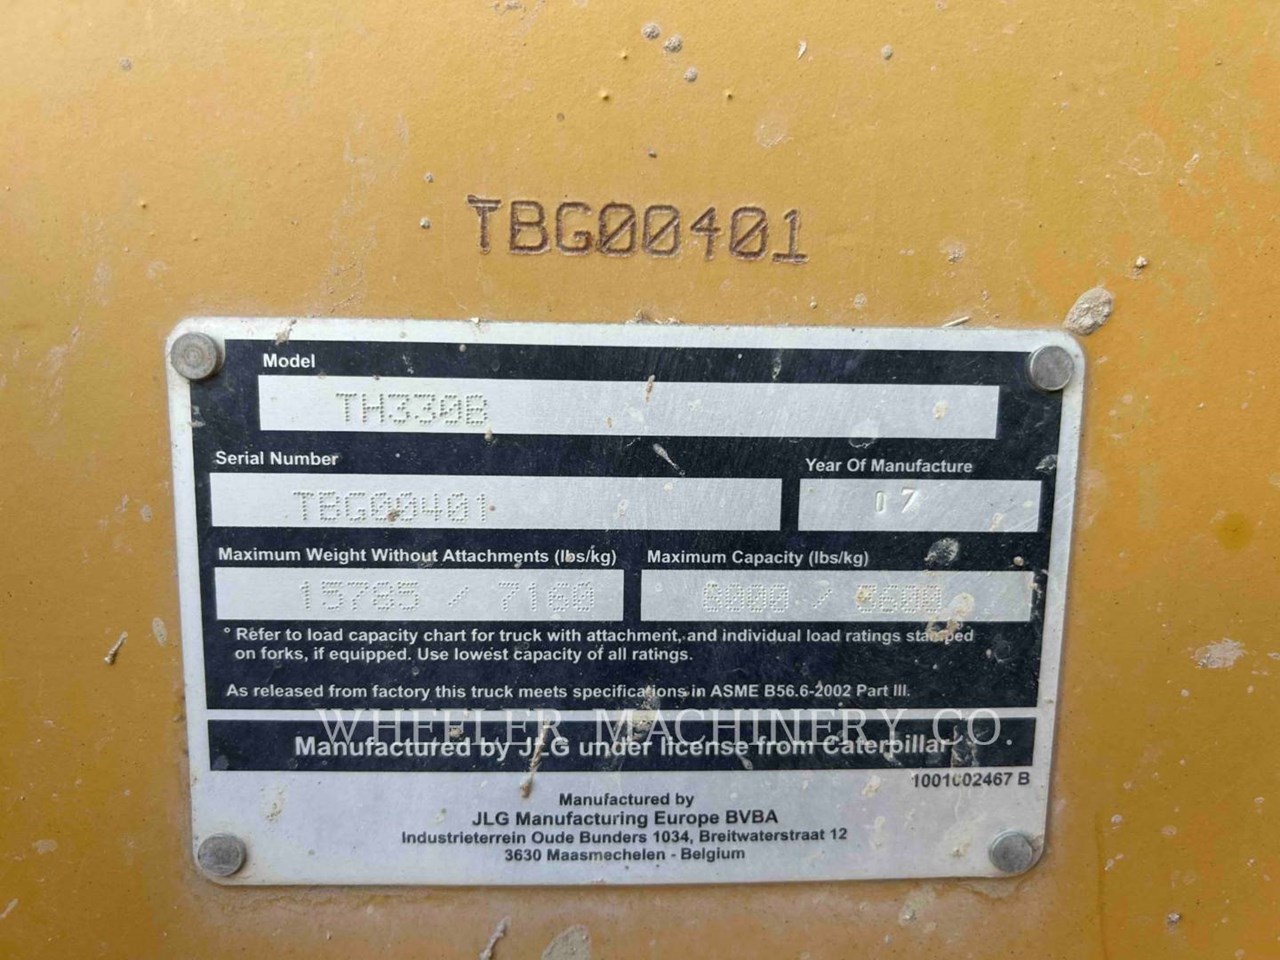 TBG00401
Model
TH330B
Serial Number
Year Of Manufacture
TBG00401
07
Maximum Weight Without Attachments (lbs/kg)
Maximum Capacity (lbs/kg)
15785 / 7160
/
° Refer to load capacity chart for truck with attachment, and individual load ratings stamped
on forks, if equipped. Use lowest capacity of all ratings.
As released from factory this truck meets specifications in ASME B56.6-2002 Part III.
WHEELER MACHINERY CO.
Manufactured by JLG under license from Caterpillar
1001002467 B
Manufactured by
JLG Manufacturing Europe BVBA
Industrieterrein Oude Bunders 1034, Breitwaterstraat 12
3630 Maasmechelen - Belgium